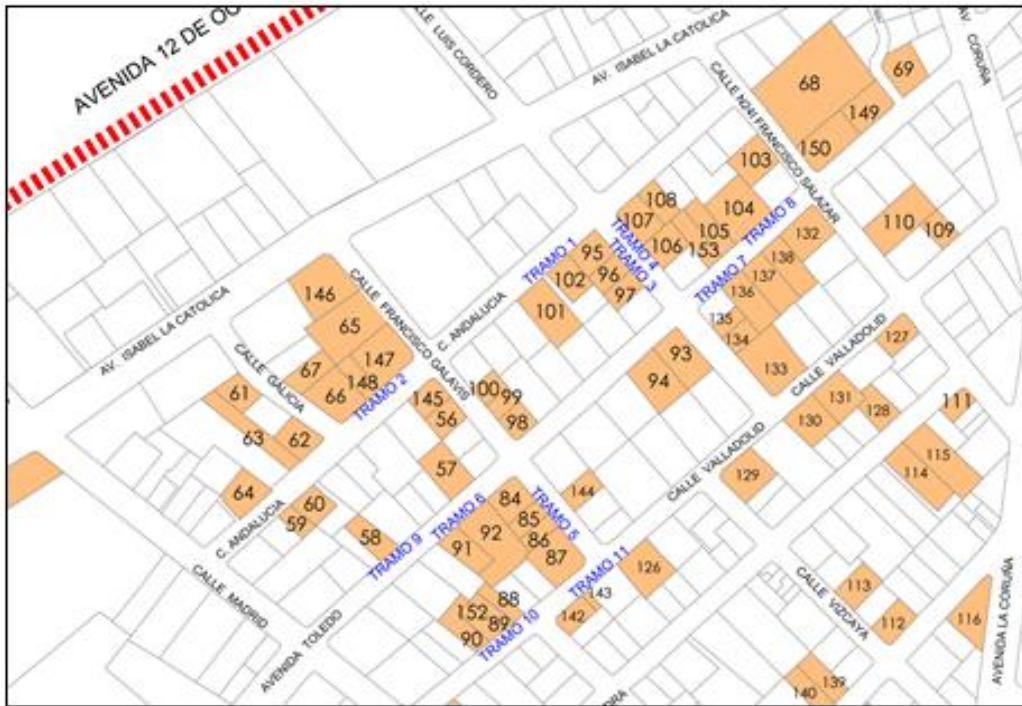 AVENIDA 12 DE OC
CALLE LUIS CORDERO
AV. ISABEL LA CATOLICA
AV. CORUÑA
68
69
149
150
CALLE N24I FRANCISCO SALAZAR
103
108
107
104
105
106
153
TRAMO 8
132
110
109
TRAMO 1
TRAMO 4
TRAMO 3
95
102
96
97
101
TRAMO 7
138
137
136
135
134
133
146
CALLE FRANCISCO GALAVIS
C. ANDALUCIA
65
AV. ISABEL LA CATOLICA
CALLE GALICIA
147
67
148
66
TRAMO 2
61
63
62
145
56
100
99
98
93
94
CALLE VALLADOLID
127
131
128
130
111
115
114
64
60
59
C. ANDALUCIA
57
58
TRAMO 9
TRAMO 6
84
85
86
87
92
91
TRAMO 5
144
CALLE VALLADOLID
129
TRAMO 11
126
143
142
88
152
89
90
TRAMO 10
CALLE MADRID
AVENIDA TOLEDO
CALLE VIZCAYA
113
112
116
AVENIDA LA CORUÑA
139
140
DRA